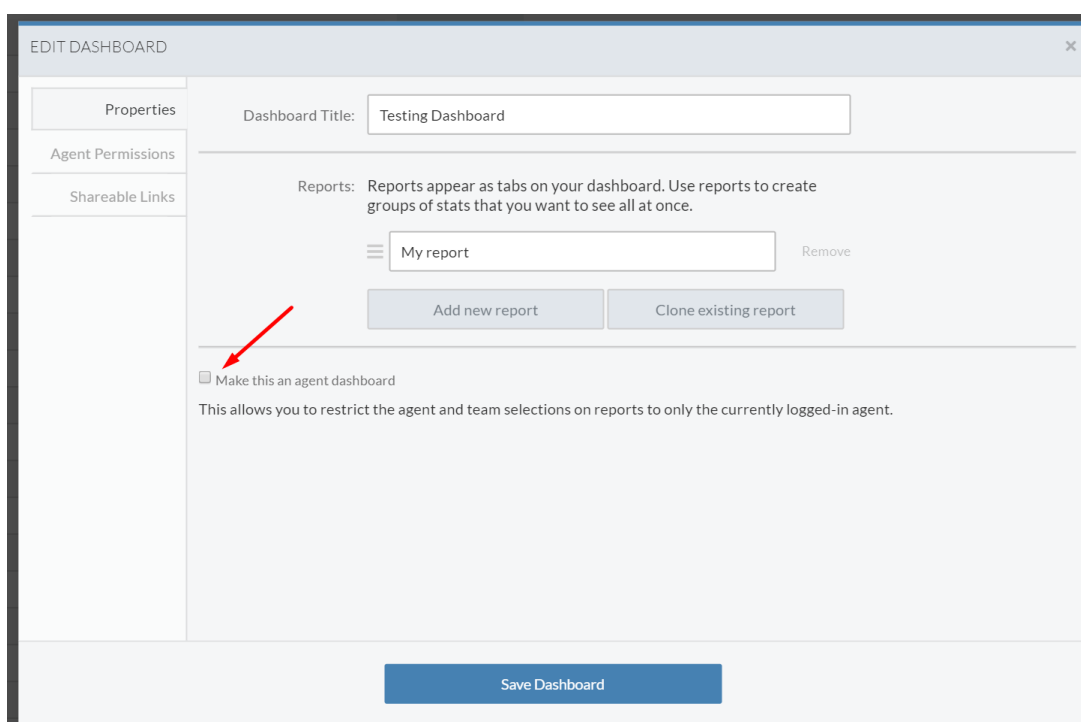 EDIT DASHBOARD
×
Properties
Agent Permissions
Shareable Links
Dashboard Title:
Testing Dashboard
Reports:
Reports appear as tabs on your dashboard. Use reports to create
groups of stats that you want to see all at once.
My report
Remove
Add new report
Clone existing report
Make this an agent dashboard
This allows you to restrict the agent and team selections on reports to only the currently logged-in agent.
Save Dashboard